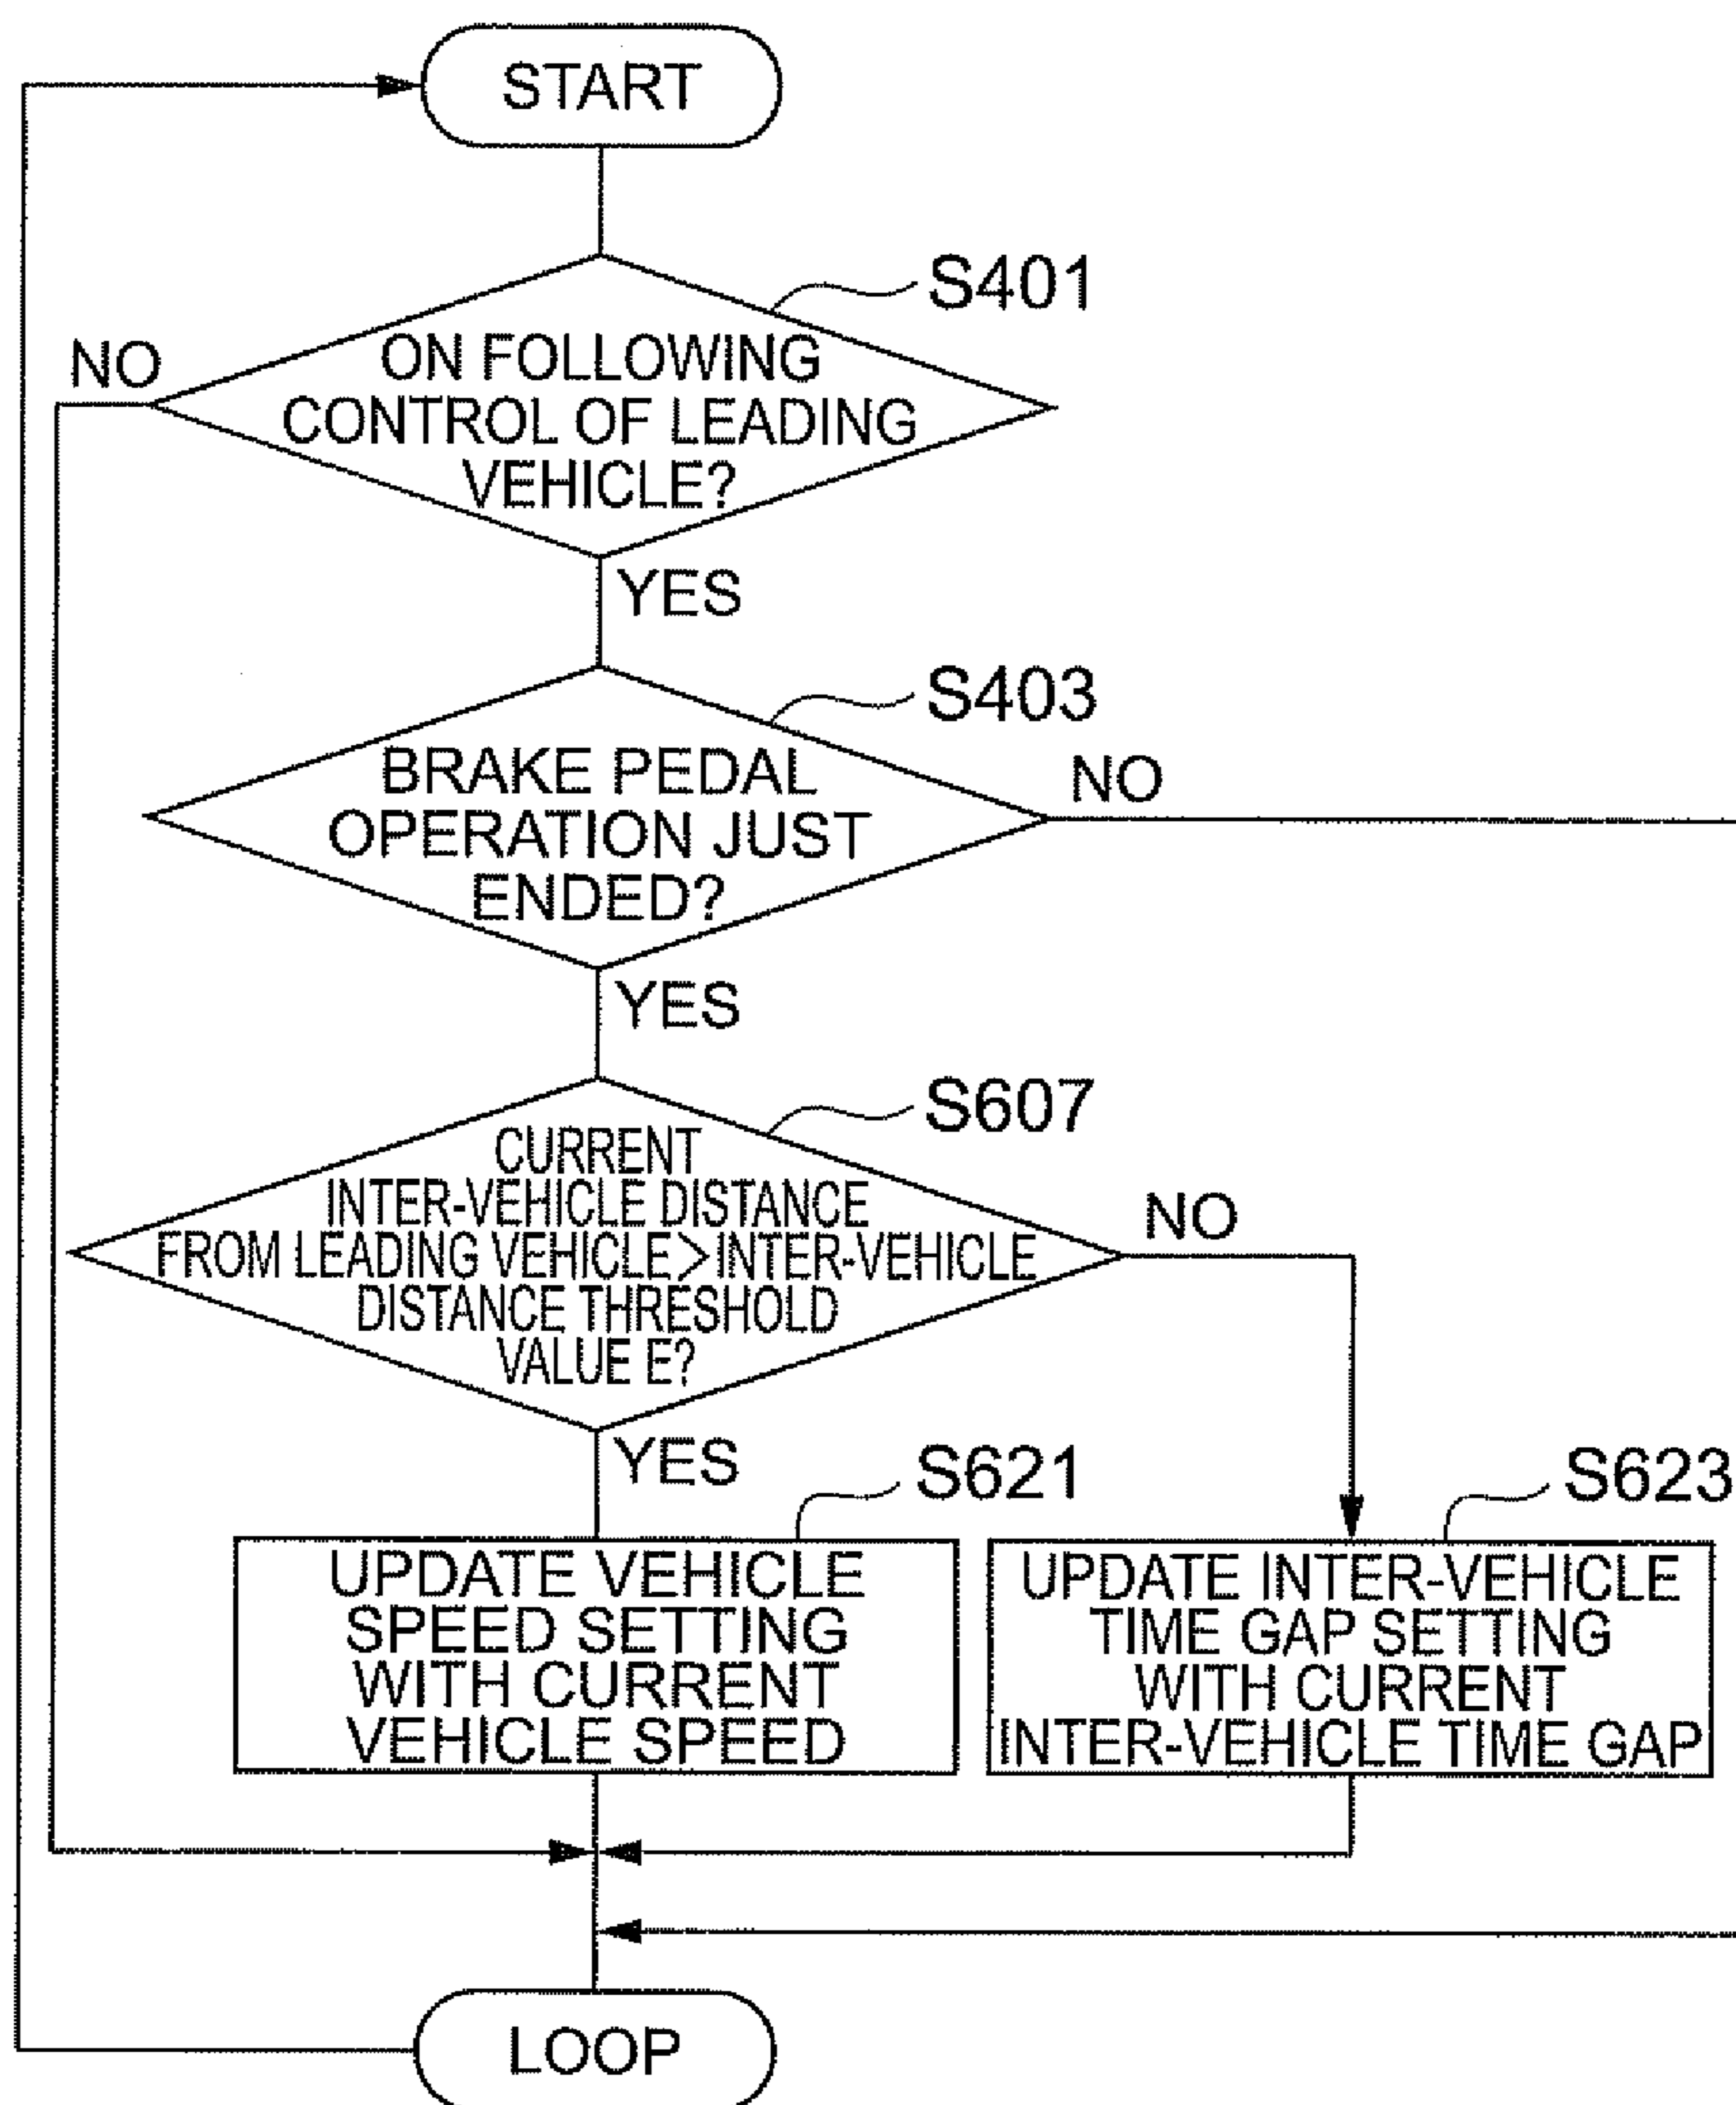 START
S401
NO
ON FOLLOWING
CONTROL OF LEADING
VEHICLE?
YES
S403
BRAKE PEDAL
OPERATION JUST
ENDED?
NO
YES
S607
CURRENT
INTER-VEHICLE DISTANCE
FROM LEADING VEHICLE>INTER-VEHICLE
DISTANCE THRESHOLD
VALUE E?
NO
YES
S621
UPDATE VEHICLE
SPEED SETTING
WITH CURRENT
VEHICLE SPEED
S623
UPDATE INTER-VEHICLE
TIME GAP SETTING
WITH CURRENT
INTER-VEHICLE TIME GAP
LOOP